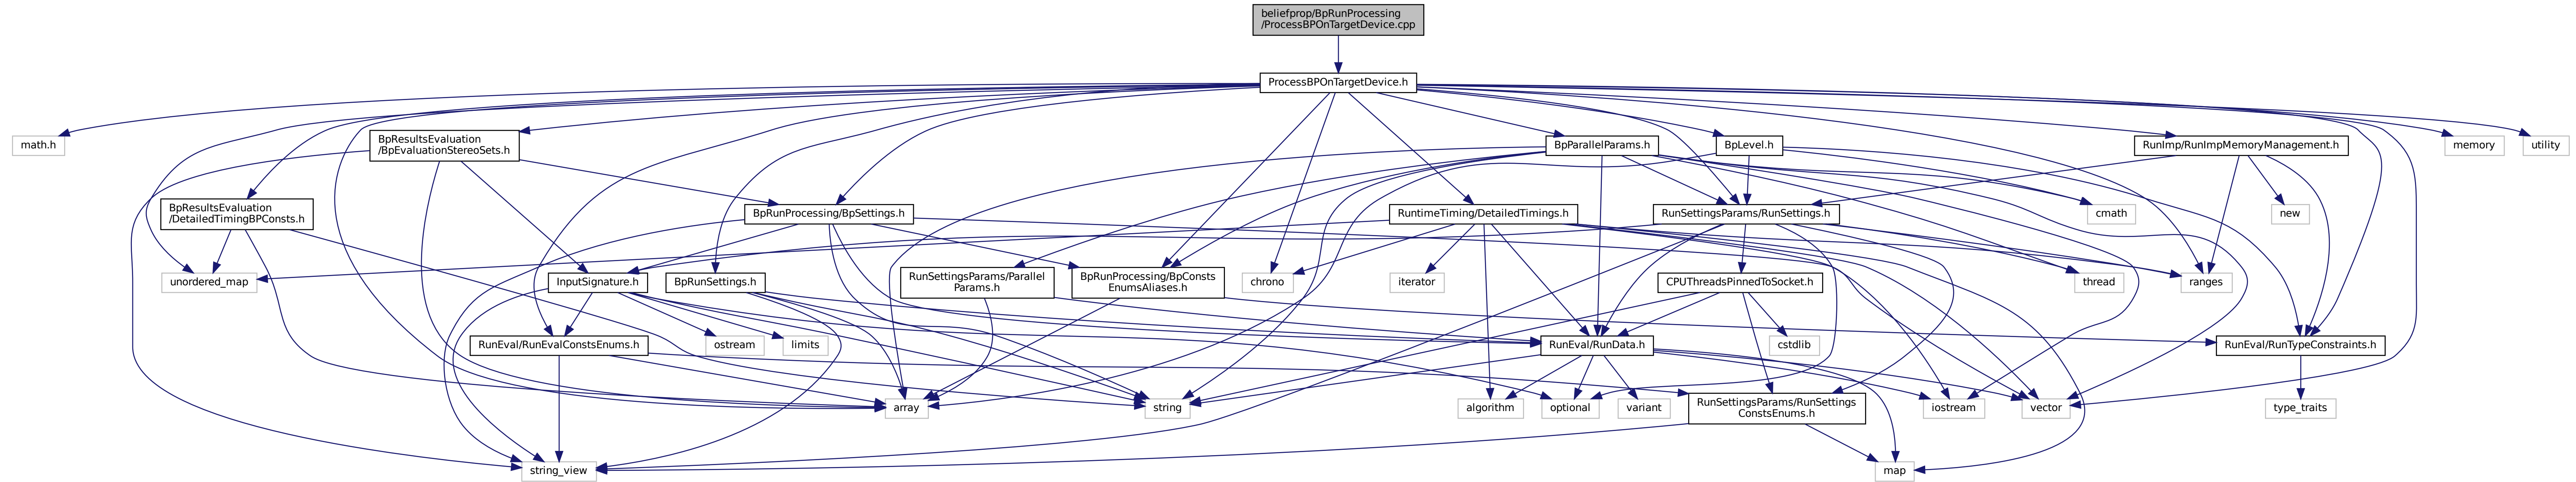 beliefprop/BpRunProcessing
/ProcessBPOnTargetDevice.cpp
ProcessBPOnTargetDevice.h
math.h
BpResultsEvaluation
/BpEvaluationStereoSets.h
BpParallelParams.h
BpLevel.h
RunImp/RunImpMemoryManagement.h
memory
utility
BpResultsEvaluation
/DetailedTimingBPConsts.h
BpRunProcessing/BpSettings.h
RuntimeTiming/DetailedTimings.h
RunSettingsParams/RunSettings.h
cmath
new
unordered_map
InputSignature.h
BpRunSettings.h
RunSettingsParams/Parallel
Params.h
BpRunProcessing/BpConsts
EnumsAliases.h
chrono
iterator
CPUThreadsPinnedToSocket.h
thread
ranges
RunEval/RunEvalConstsEnums.h
ostream
limits
RunEval/RunData.h
cstdlib
RunEval/RunTypeConstraints.h
array
string
algorithm
optional
variant
RunSettingsParams/RunSettings
ConstsEnums.h
iostream
vector
type_traits
string_view
map